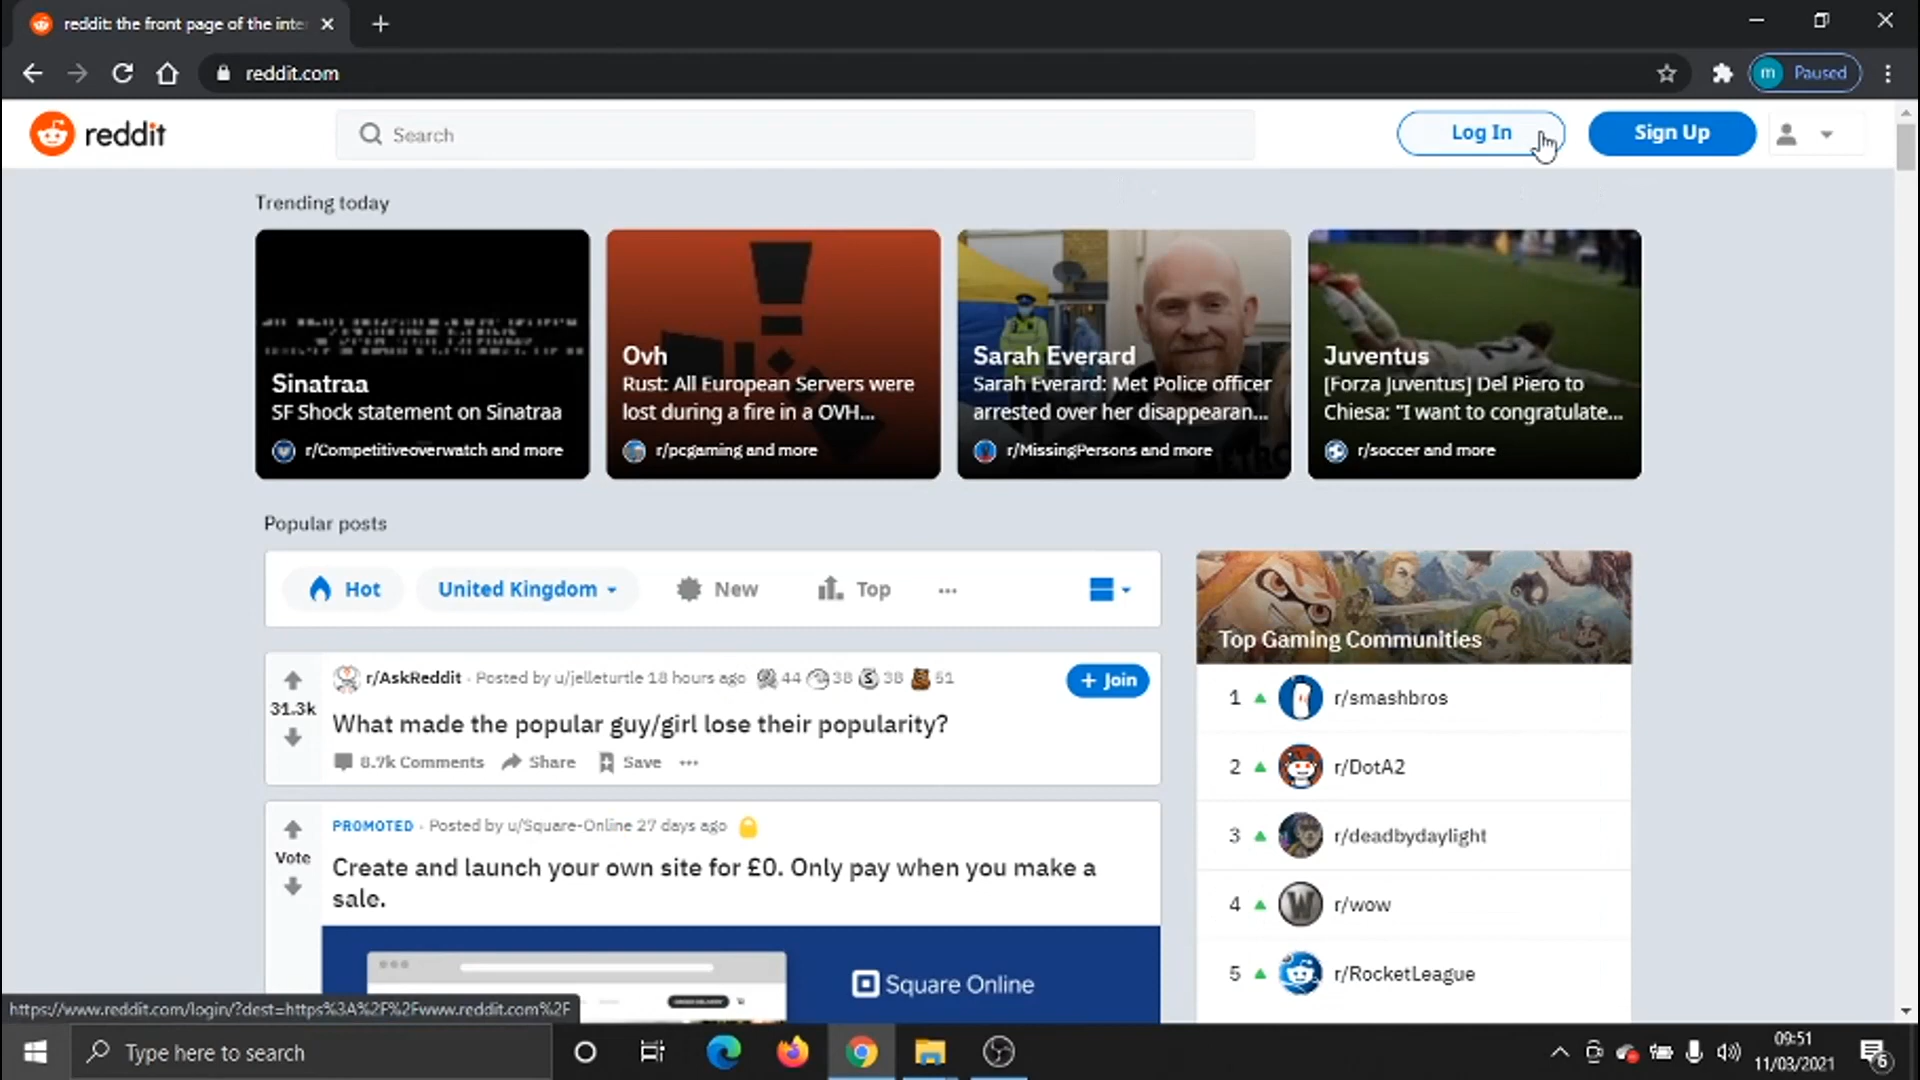 reddit: the front page of the inte
reddit.com
m Paused
reddit
Search
Log In
Sign Up
Trending today
Sinatraa
SF Shock statement on Sinatraa
r/Competitiveoverwatch and more
Ovh
Rust: All European Servers were
lost during a fire in a OVH...
r/pcgaming and more
Sarah Everard
Sarah Everard: Met Police officer
arrested over her disappearan...
r/MissingPersons and more
Juventus
[Forza Juventus] Del Piero to
Chiesa: "I want to congratulate...
r/soccer and more
Popular posts
Hot
United Kingdom
New
Top
...
r/AskReddit · Posted by u/jelleturtle 18 hours ago 44 38 S 38 51
+ Join
31.3k
What made the popular guy/girl lose their popularity?
8.7k Comments Share Save ...
PROMOTED · Posted by u/Square-Online 27 days ago
Vote
Create and launch your own site for £0. Only pay when you make a
sale.
Square Online
Top Gaming Communities
1 r/smashbros
2 r/DotA2
3 r/deadbydaylight
4 W r/wow
5 r/RocketLeague
https://www.reddit.com/login/?dest=https%3A%2F%2Fwww.reddit.com%2F
Type here to search
09:51
11/03/2021
6